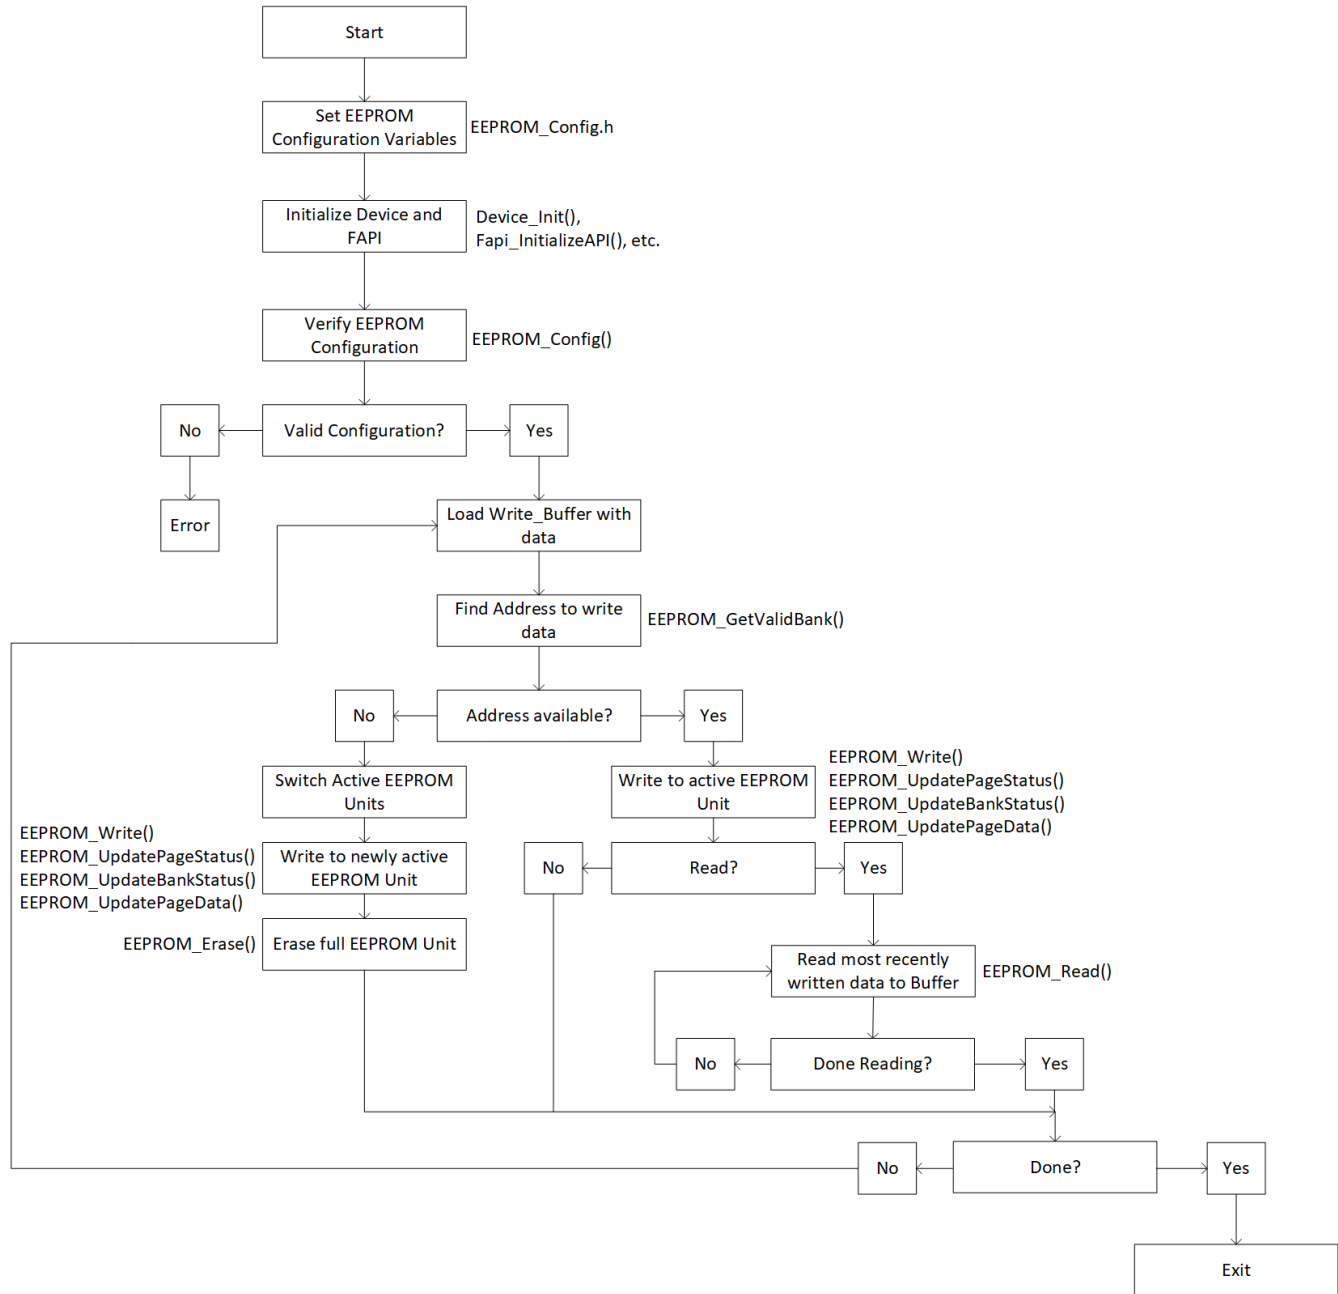 Start
Set EEPROM
Configuration Variables
EEPROM_Config.h
Initialize Device and
FAPI
Device_Init(),
Fapi_InitializeAPI(), etc.
Verify EEPROM
Configuration
EEPROM_Config()
No
Valid Configuration?
Yes
Error
Load Write_Buffer with
data
Find Address to write
data
EEPROM_GetValidBank()
No
Address available?
Yes
Switch Active EEPROM
Units
Write to active EEPROM
Unit
EEPROM_Write()
EEPROM_UpdatePageStatus()
EEPROM_UpdateBankStatus()
EEPROM_UpdatePageData()
EEPROM_Write()
EEPROM_UpdatePageStatus()
EEPROM_UpdateBankStatus()
EEPROM_UpdatePageData()
Write to newly active
EEPROM Unit
No
Read?
Yes
EEPROM_Erase()
Erase full EEPROM Unit
Read most recently
written data to Buffer
EEPROM_Read()
No
Done Reading?
Yes
No
Done?
Yes
Exit